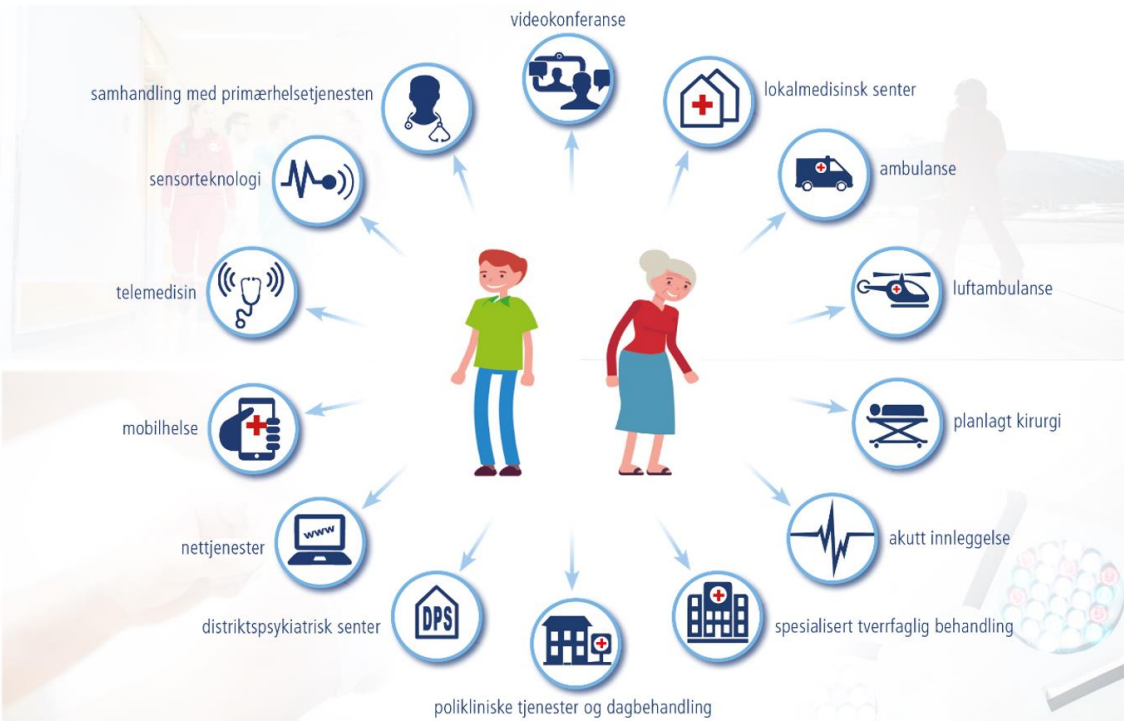 videokonferanse
samhandling med primærhelsetjenesten
lokalmedisinsk senter
sensorteknologi
ambulanse
telemedisin
luftambulanse
mobilhelse
planlagt kirurgi
www
nettjenester
akutt innleggelse
DPS
distriktspsykiatrisk senter
spesialisert tverrfaglig behandling
polikliniske tjenester og dagbehandling